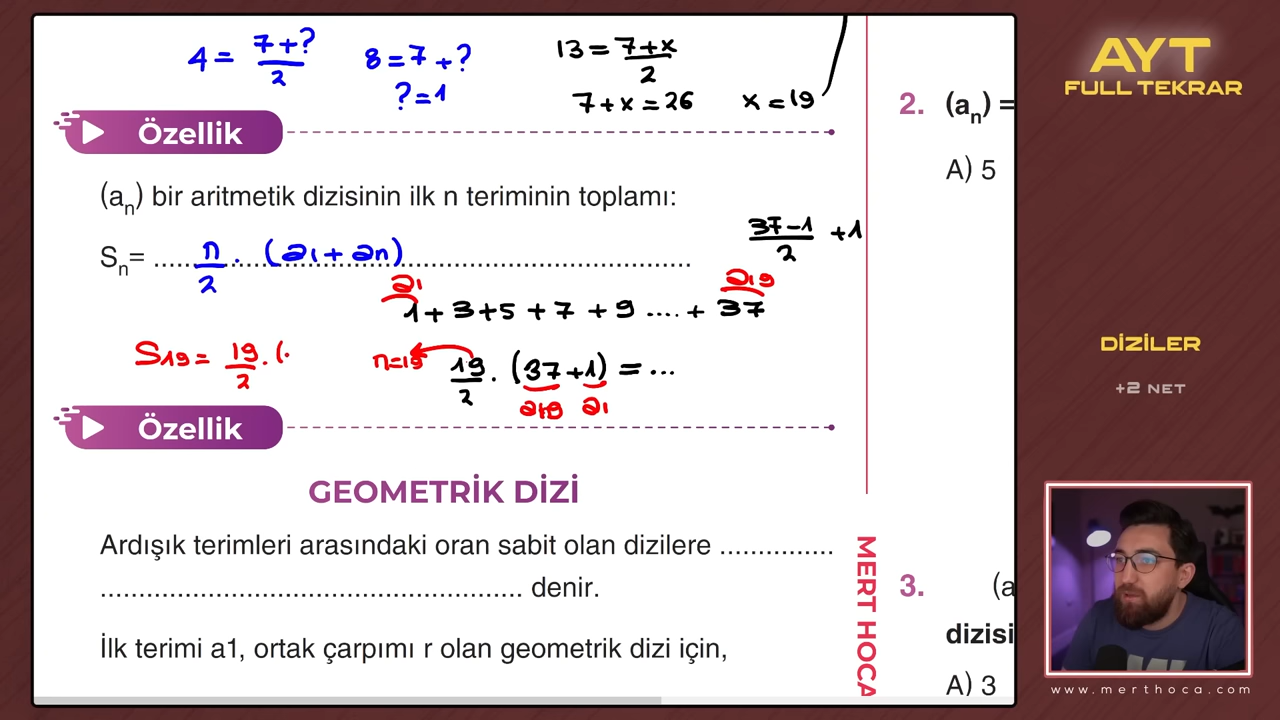 4 = 7+?/2
8 = 7 + ?
? = 1
13 = 7+x/2
7 + x = 26
x = 19
Özellik
(an) bir aritmetik dizisinin ilk n teriminin toplamı:
Sn= .... n/2 . (a1 + an) ....
37-1/2 + 1
a1
a19
1 + 3 + 5 + 7 + 9 .... + 37
S19 = 19/2 . (.
n=19
19/2 . (37+1) = ...
a19 a1
Özellik
GEOMETRİK DİZİ
Ardışık terimleri arasındaki oran sabit olan dizilere ...............
....................................................... denir.
İlk terimi a1, ortak çarpımı r olan geometrik dizi için,
MERT HOCA
2. (an) =
A) 5
3. (a
dizisi
A) 3
AYT
FULL TEKRAR
DİZİLER
+2 NET
www.merthoca.com